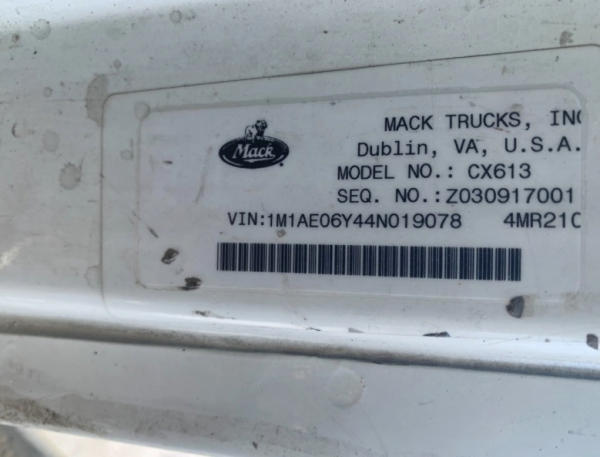 Mack
MACK TRUCKS, INC
Dublin, VA, U.S.A.
MODEL NO.: CX613
SEQ. NO.:Z030917001
VIN:1M1AE06Y44N019078 4MR21C